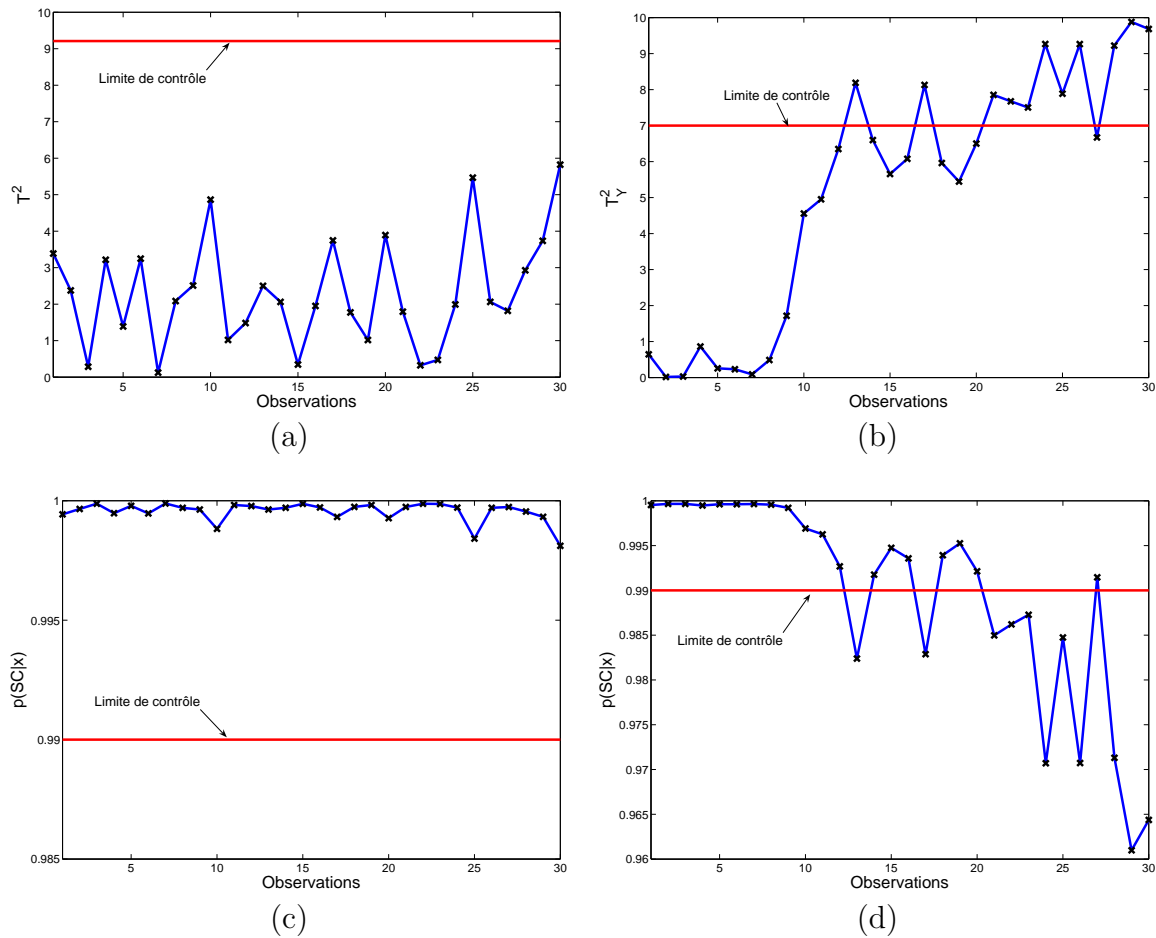 10
9
8
7
6
5
4
3
2
1
0
T²
Limite de contrôle
5 10 15 20 25 30
Observations
(a)
10
9
8
7
6
5
4
3
2
1
0
T²_Y
Limite de contrôle
5 10 15 20 25 30
Observations
(b)
1
0.995
0.99
0.985
p(SC|x)
Limite de contrôle
5 10 15 20 25 30
Observations
(c)
1
0.995
0.99
0.985
0.98
0.975
0.97
0.965
0.96
p(SC|x)
Limite de contrôle
5 10 15 20 25 30
Observations
(d)